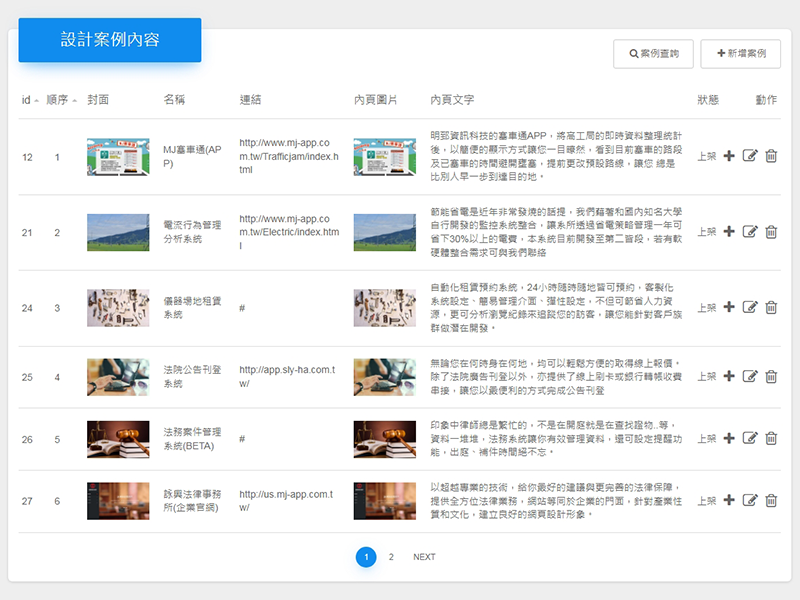 設計案例內容
案例查詢
新增案例
id 順序 封面 名稱 連結 內頁圖片 內頁文字 狀態 動作
12 1
MJ塞車通(AP
P)
http://www.mj-app.co
m.tw/Trafficjam/index.h
tml
明郅資訊科技的塞車通APP，將高工局的即時資料整理統計
後，以簡便的顯示方式讓您一目瞭然，看到目前塞車的路段
及已塞車的時間避開壅塞，提前更改預設路線，讓您 總是
比別人早一步到達目的地。
上架
21 2
電流行為管理
分析系統
http://www.mj-app.co
m.tw/Electric/index.htm
l
節能省電是近年非常發燒的話提，我們藉著和國內知名大學
自行開發的監控系統整合，讓系所透過省電策略管理一年可
省下30%以上的電費，本系統目前開發至第二皆段，若有軟
硬體整合需求可與我們聯絡
上架
24 3
儀器場地租賃
系統
#
自動化租賃預約系統，24小時隨時隨地皆可預約，客製化
系統設定、簡易管理介面、彈性設定，不但可節省人力資
源，更可分析瀏覽紀錄來追蹤您的訪客，讓您能針對客戶族
群做潛在開發。
上架
25 4
法院公告刊登
系統
http://app.sly-ha.com.t
w/
無論您在何時身在何地，均可以輕鬆方便的取得線上報價。
除了法院廣告刊登以外，亦提供了線上刷卡或銀行轉帳收費
串接，讓您以最便利的方式完成公告刊登
上架
26 5
法務案件管理
系統(BETA)
#
印象中律師總是繁忙的，不是在開庭就是在查找證物..等，
資料一堆堆，法務系統讓你有效管理資料，還可設定提醒功
能，出庭、補件時間絕不忘。
上架
27 6
詠興法律事務
所(企業官網)
http://us.mj-app.com.t
w/
以超越專業的技術，給你最好的建議與更完善的法律保障，
提供全方位法律業務，網站等同於企業的門面，針對產業性
質和文化，建立良好的網頁設計形象。
上架
1 2 NEXT